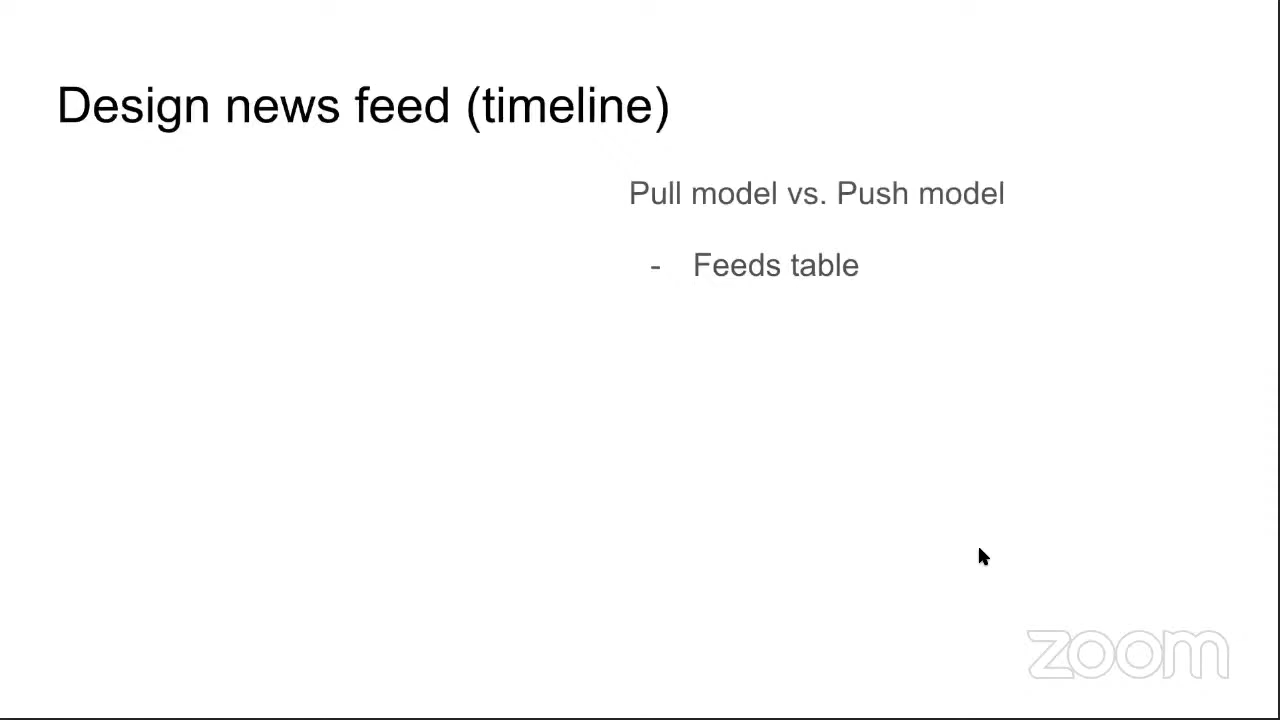 Design news feed (timeline)
Pull model vs. Push model
- Feeds table
zoom